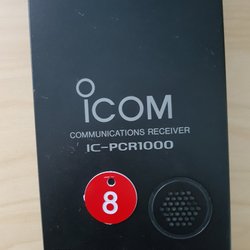 ICOM
COMMUNICATIONS RECEIVER
IC-PCR1000
8